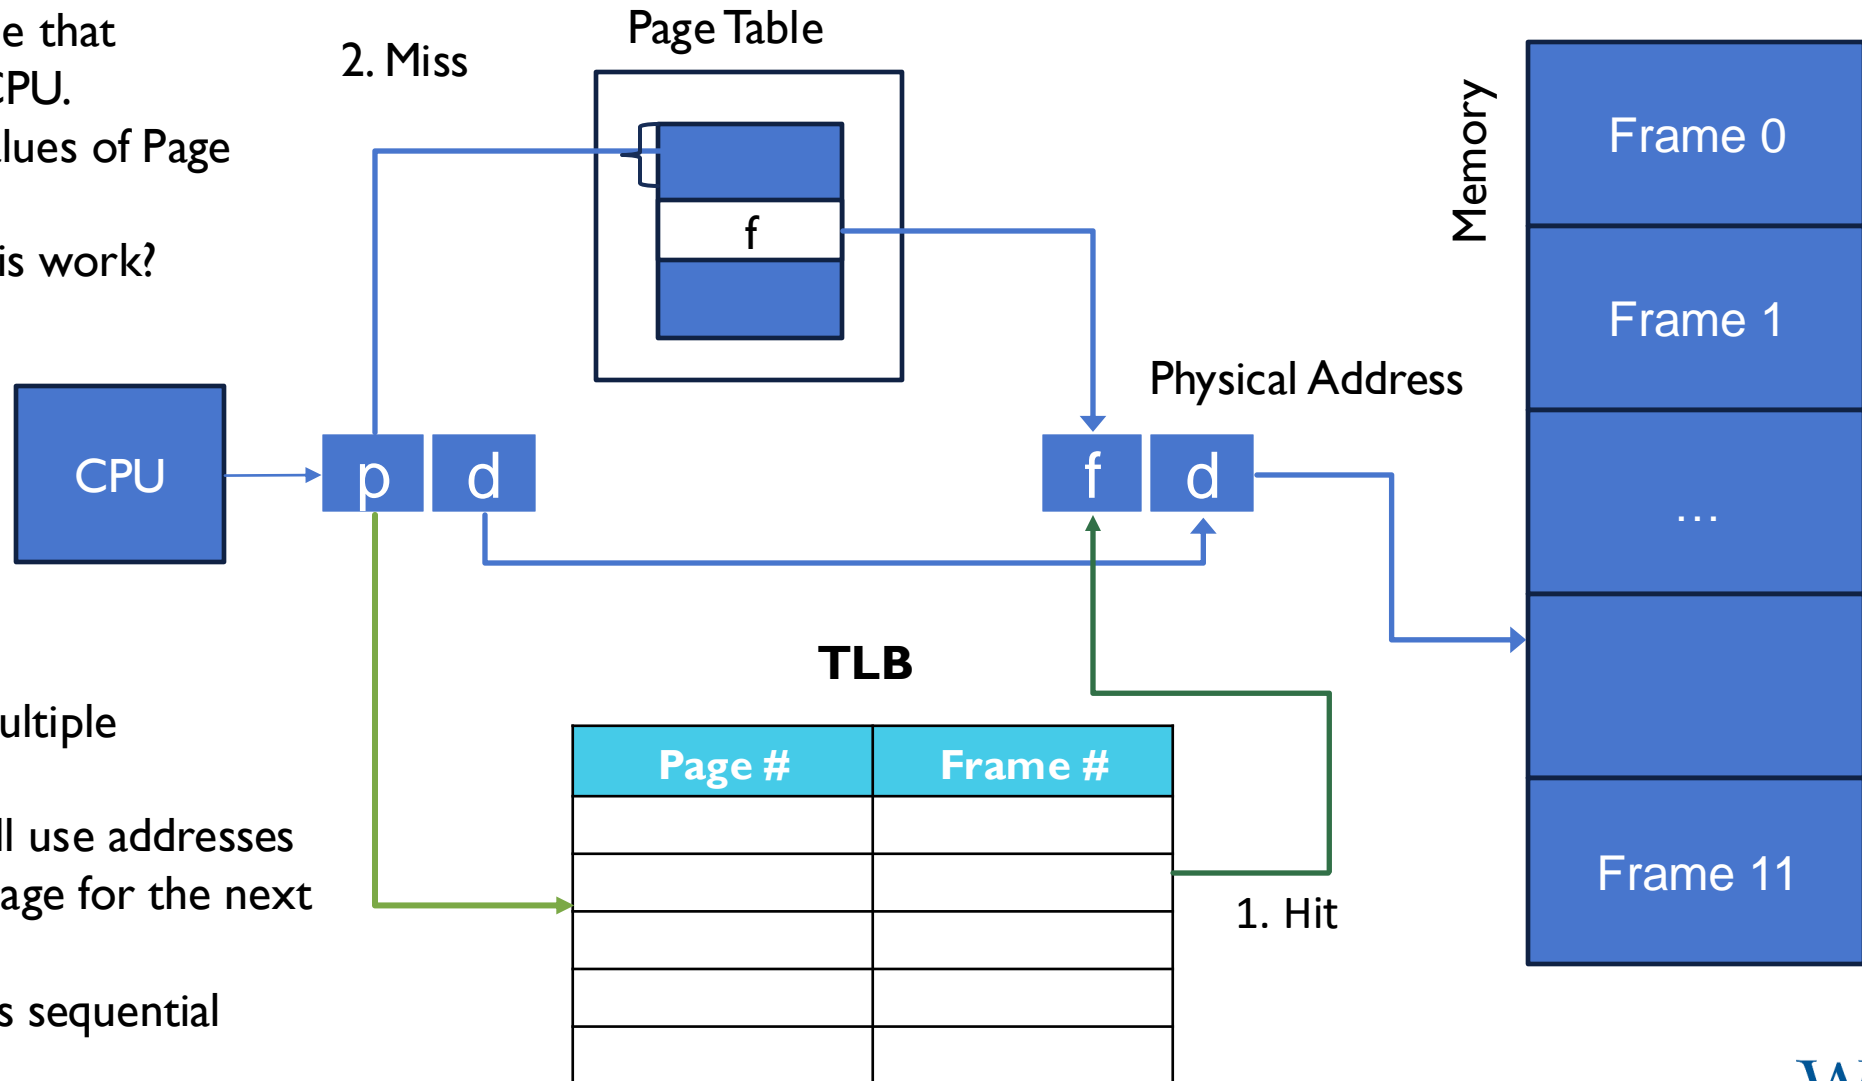 e that
CPU.
lues of Page
is work?
2. Miss
Page Table
f
Memory
Frame 0
Frame 1
...
Frame 11
Physical Address
CPU
p d
f d
TLB
Page # Frame #
1. Hit
ultiple
ll use addresses
age for the next
s sequential
W